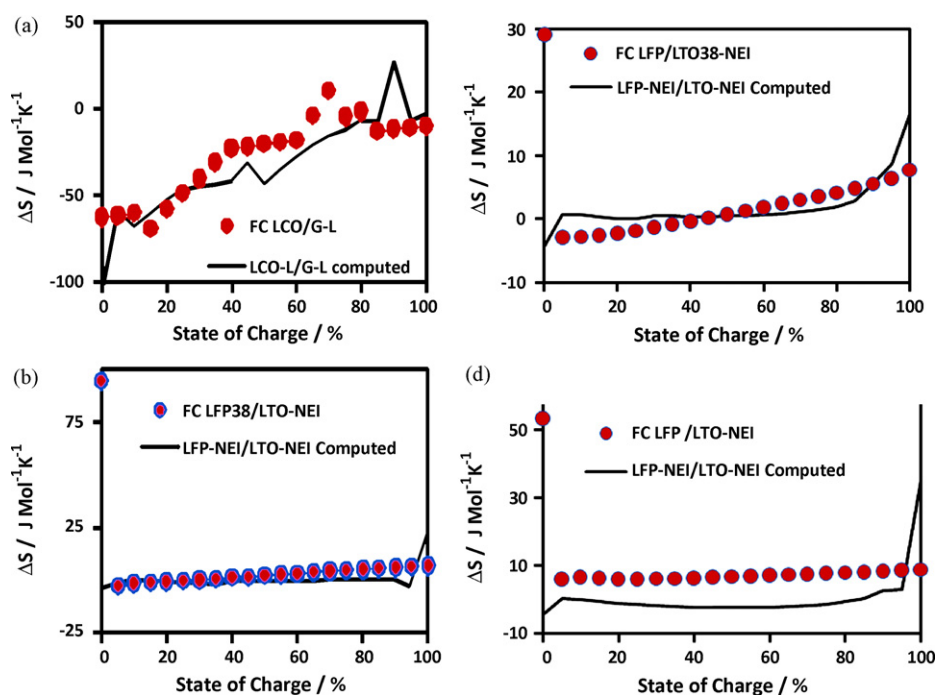 (a)
50
0
-50
-100
ΔS / J Mol⁻¹K⁻¹
FC LCO/G-L
LCO-L/G-L computed
0 20 40 60 80 100
State of Charge / %
30
20
10
0
-10
ΔS / J Mol⁻¹K⁻¹
FC LFP/LTO38-NEI
LFP-NEI/LTO-NEI Computed
0 20 40 60 80 100
State of Charge / %
(b)
75
25
-25
ΔS / J Mol⁻¹K⁻¹
FC LFP38/LTO-NEI
LFP-NEI/LTO-NEI Computed
0 20 40 60 80 100
State of Charge / %
(d)
50
30
10
-10
ΔS / J Mol⁻¹K⁻¹
FC LFP /LTO-NEI
LFP-NEI/LTO-NEI Computed
0 20 40 60 80 100
State of Charge / %